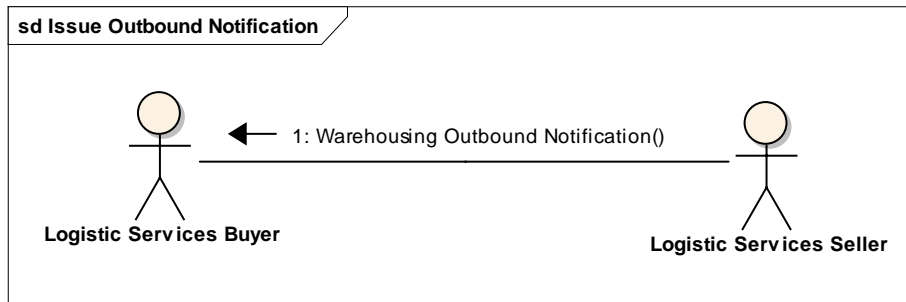 sd Issue Outbound Notification
1: Warehousing Outbound Notification()
Logistic Services Buyer
Logistic Services Seller